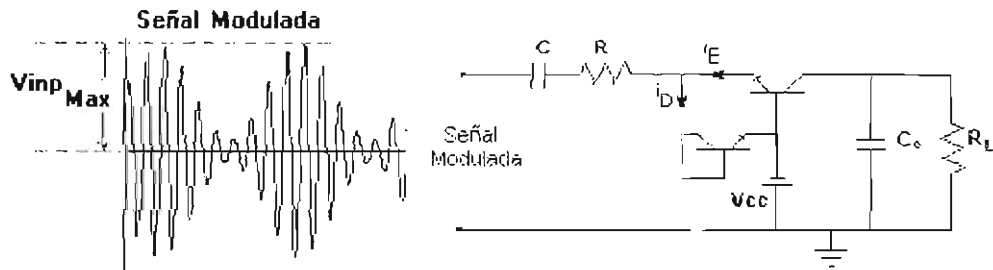 Señal Modulada
Vinp Max
C
R
i E
i D
Señal
Modulada
Vcc
C o
R L